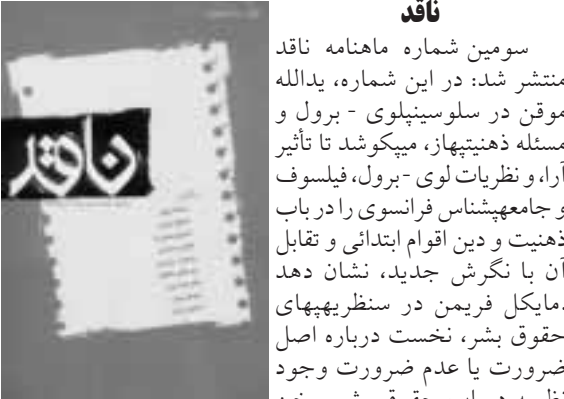 ناقد
سومین شماره ماهنامه ناقد
منتشر شد: در این شماره، یدالله
موقن در سلوسینپلوی - برول و
مسئله ذهنیتپهاز، میپکوشد تا تأثیر
آرا، و نظریات لوی - برول، فیلسوف
و جامعهپشناس فرانسوی را در باب
ذهنیت و دین اقوام ابتدائی و تقابل
آن با نگرش جدید، نشان دهد
.مایکل فریمن در سنظریهپهای
حقوق بشر، نخست درباره اصل
ضرورت یا عدم ضرورت وجود
ناقد